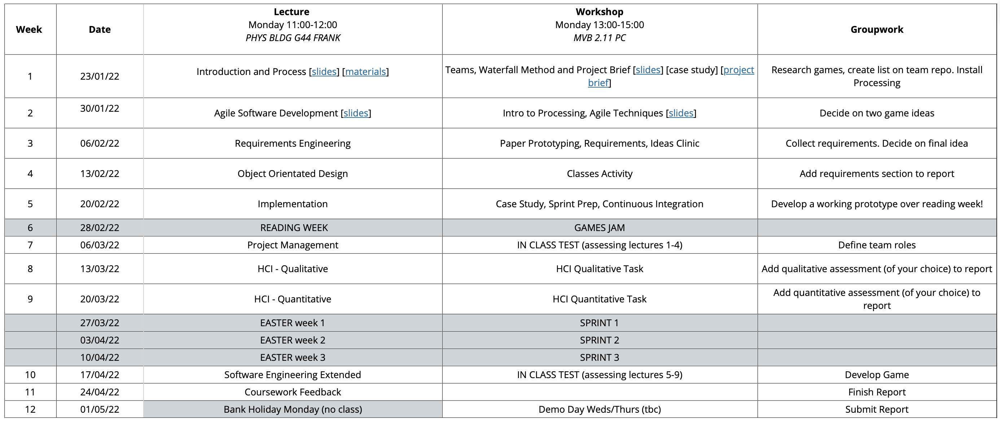 Week
Date
Lecture
Monday 11:00-12:00
PHYS BLDG G44 FRANK
Workshop
Monday 13:00-15:00
MVB 2.11 PC
Groupwork
1
23/01/22
Introduction and Process [slides] [materials]
Teams, Waterfall Method and Project Brief [slides] [case study] [project
brief]
Research games, create list on team repo. Install
Processing
2
30/01/22
Agile Software Development [slides]
Intro to Processing, Agile Techniques [slides]
Decide on two game ideas
3
06/02/22
Requirements Engineering
Paper Prototyping, Requirements, Ideas Clinic
Collect requirements. Decide on final idea
4
13/02/22
Object Orientated Design
Classes Activity
Add requirements section to report
5
20/02/22
Implementation
Case Study, Sprint Prep, Continuous Integration
Develop a working prototype over reading week!
6
28/02/22
READING WEEK
GAMES JAM
7
06/03/22
Project Management
IN CLASS TEST (assessing lectures 1-4)
Define team roles
8
13/03/22
HCI - Qualitative
HCI Qualitative Task
Add qualitative assessment (of your choice) to report
9
20/03/22
HCI - Quantitative
HCI Quantitative Task
Add quantitative assessment (of your choice) to
report
27/03/22
EASTER week 1
SPRINT 1
03/04/22
EASTER week 2
SPRINT 2
10/04/22
EASTER week 3
SPRINT 3
10
17/04/22
Software Engineering Extended
IN CLASS TEST (assessing lectures 5-9)
Develop Game
11
24/04/22
Coursework Feedback
Finish Report
12
01/05/22
Bank Holiday Monday (no class)
Demo Day Weds/Thurs (tbc)
Submit Report